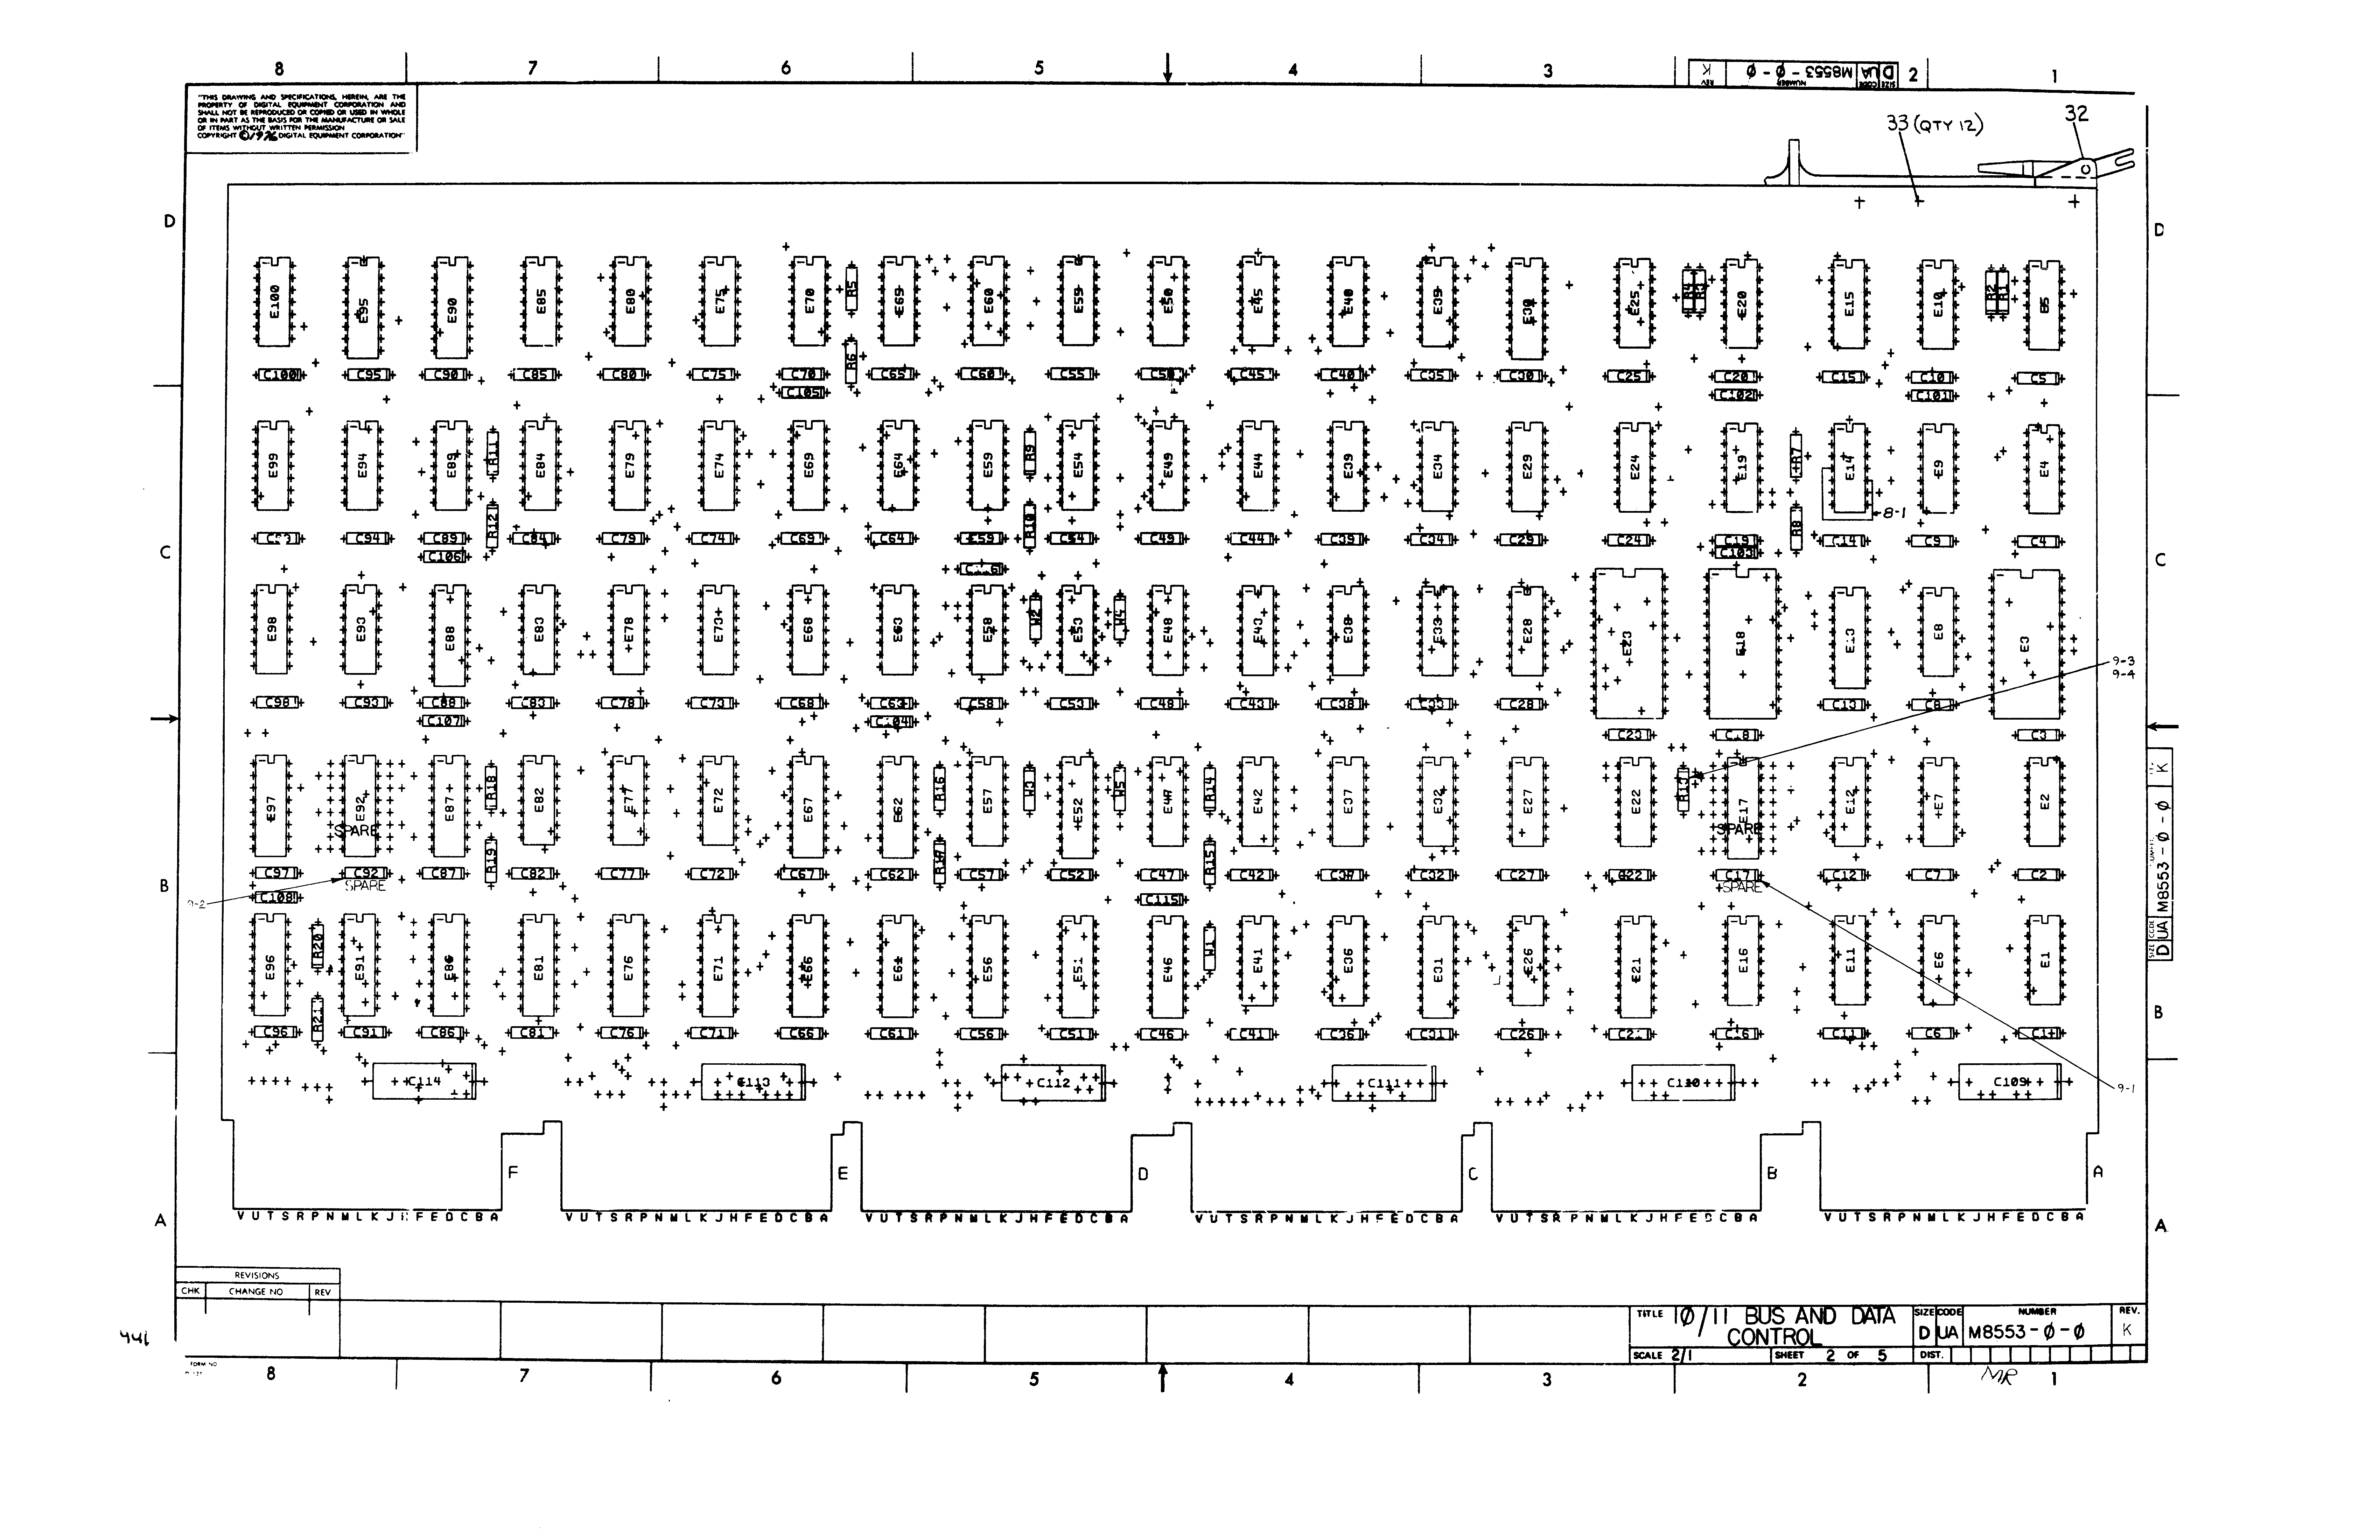 8 7 6 5 4 3 2 1
D UA M8553-Ø-Ø K
SIZE CODE NUMBER REV
"THIS DRAWING AND SPECIFICATIONS, HEREIN, ARE THE
PROPERTY OF DIGITAL EQUIPMENT CORPORATION AND
SHALL NOT BE REPRODUCED OR COPIED OR USED IN WHOLE
OR IN PART AS THE BASIS FOR THE MANUFACTURE OR SALE
OF ITEMS WITHOUT WRITTEN PERMISSION
COPYRIGHT ©1976 DIGITAL EQUIPMENT CORPORATION"
33 (QTY 12) 32
D D
E100 E95 E90 E85 E80 E75 E70 R5 E65 E60 E55 E50 E45 E40 E35 E30 E25 R4 R3 E20 E15 E10 R2 R1 E5
R6
C100 C95 C90 C85 C80 C75 C70 C65 C60 C55 C50 C45 C40 C35 C30 C25 C20 C15 C10 C5
C105 C102 C101
E99 E94 E89 R11 E84 E79 E74 E69 E64 E59 R9 E54 E49 E44 E39 E34 E29 E24 E19 R7 E14 E9 E4
R12 R10 R8 8-1
C94 C89 C84 C79 C74 C69 C64 C59 C54 C49 C44 C39 C34 C29 C24 C19 C14 C9 C4
C C106 C103 C
E98 E93 E88 E83 E78 E73 E68 E63 E58 W2 E53 W4 E48 E43 E38 E33 E28 E23 E18 E13 E8 E3
9-3
9-4
C98 C93 C88 C83 C78 C73 C68 C63 C58 C53 C48 C43 C38 C33 C28 C13 C8
C107 C104
C23 C18 C3
E97 E92 E87 R18 E82 E77 E72 E67 E62 R16 E57 W3 E52 W5 E47 R14 E42 E37 E32 E27 E22 R13 E17 E12 E7 E2
SPARE SPARE
R19 R17 R15
C97 C92 C87 C82 C77 C72 C67 C62 C57 C52 C47 C42 C37 C32 C27 C22 C17 C12 C7 C2
B SPARE SPARE
9-2 C108 C115
E96 R20 E91 E86 E81 E76 E71 E66 E61 E56 E51 E46 W1 E41 E36 E31 E26 E21 E16 E11 E6 E1
R21 B
C96 C91 C86 C81 C76 C71 C66 C61 C56 C51 C46 C41 C36 C31 C26 C21 C16 C11 C6 C1
C114 C113 C112 C111 C110 C109
9-1
F E D C B A
V U T S R P N M L K J H F E D C B A V U T S R P N M L K J H F E D C B A V U T S R P N M L K J H F E D C B A V U T S R P N M L K J H F E D C B A V U T S R P N M L K J H F E D C B A V U T S R P N M L K J H F E D C B A
A A
K
M8553-Ø-Ø
SIZE CODE
D UA
REVISIONS
CHK CHANGE NO REV
TITLE 1Ø/11 BUS AND DATA
CONTROL
SIZE CODE NUMBER REV.
D UA M8553-Ø-Ø K
SCALE 2/1 SHEET 2 OF 5 DIST.
FORM NO
8 7 6 5 4 3 2 MR 1